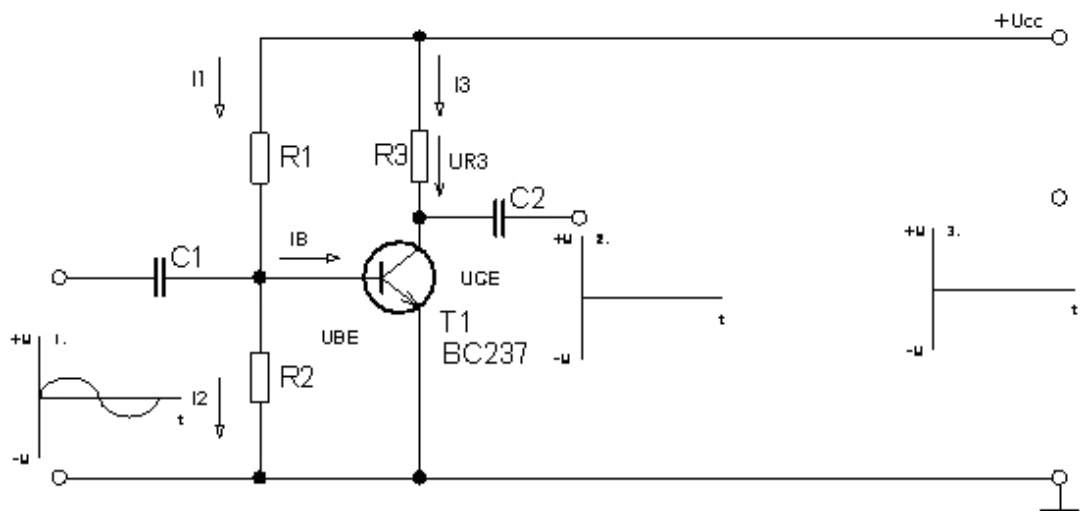 +Ucc
I1
I3
R1
R3
UR3
C2
IB
+u 2.
+u 3.
C1
UCE
t
t
UBE
T1
BC237
+u 1.
-u
-u
R2
I2
t
-u